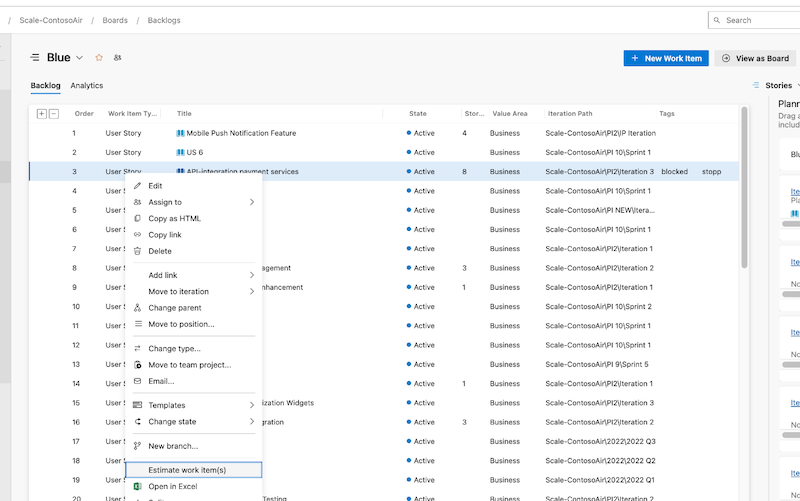 / Scale-ContosoAir / Boards / Backlogs
Search
Blue
+ New Work Item
View as Board
Backlog Analytics
Stories
Order Work Item Ty... Title State Stor... Value Area Iteration Path Tags
Plann
Drag a
includ
1 User Story Mobile Push Notification Feature Active 4 Business Scale-ContosoAir\PI2\IP Iteration
2 User Story US 6 Active Business Scale-ContosoAir\PI 10\Sprint 1
Blu
3 User Story API-integration payment services Active 8 Business Scale-ContosoAir\PI2\Iteration 3 blocked stopp
4 User S Active Business Scale-ContosoAir\PI 10\Sprint 1
Ite
Pla
5 User S Active Business Scale-ContosoAir\PI NEW\Itera...
6 User S Active Business Scale-ContosoAir\PI 10\Sprint 1
7 User S Active Business Scale-ContosoAir\PI2\Iteration 1
Ite
8 User S agement Active 3 Business Scale-ContosoAir\PI2\Iteration 2
No
9 User S nhancement Active 1 Business Scale-ContosoAir\PI2\Iteration 1
10 User S Active Business Scale-ContosoAir\PI 10\Sprint 2
11 User S Active Business Scale-ContosoAir\PI 10\Sprint 1
Ite
12 User S Active Business Scale-ContosoAir\PI 10\Sprint 1
No
13 User S Active Business Scale-ContosoAir\PI 9\Sprint 5
14 User S Active 1 Business Scale-ContosoAir\PI2\Iteration 1
15 User S ization Widgets Active Business Scale-ContosoAir\PI2\Iteration 3
Ite
16 User S gration Active 3 Business Scale-ContosoAir\PI2\Iteration 2
No
17 User S Active Business Scale-ContosoAir\2022\2022 Q3
18 User S Active Business Scale-ContosoAir\2022\2022 Q2
Ite
19 User S Active Business Scale-ContosoAir\2022\2022 Q1
No
20 User S Testing Active Business Scale-ContosoAir\PI2\Iteration 1
Edit
Assign to
Copy as HTML
Copy link
Delete
Add link
Move to iteration
Change parent
Move to position...
Change type...
Move to team project...
Email...
Templates
Change state
New branch...
Estimate work item(s)
Open in Excel